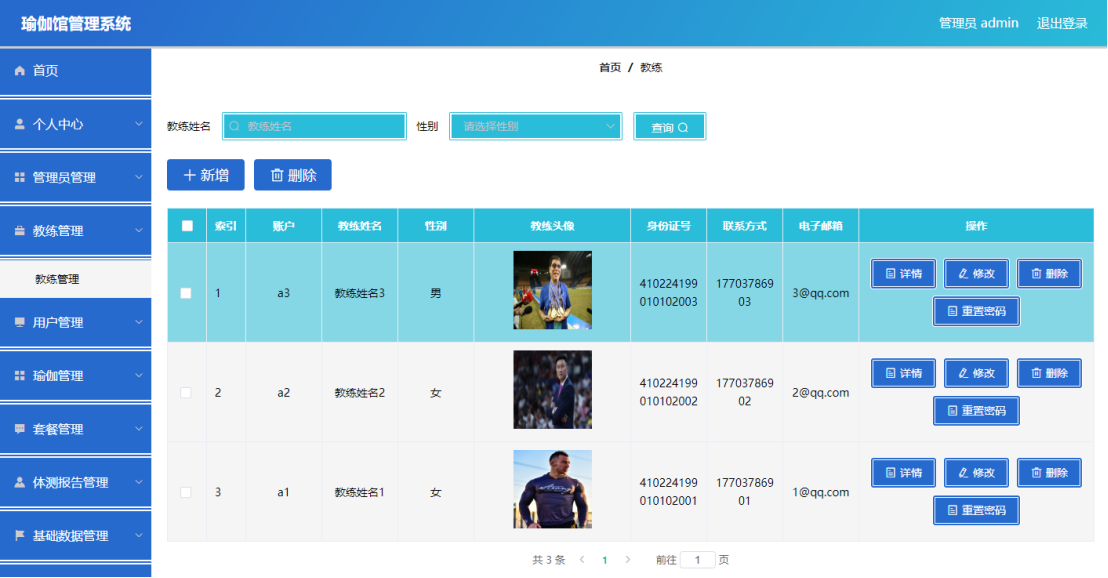 瑜伽馆管理系统
管理员 admin 退出登录
首页
个人中心
管理员管理
教练管理
教练管理
用户管理
瑜伽管理
套餐管理
体测报告管理
基础数据管理
首页 / 教练
教练姓名 教练姓名 性别 请选择性别 查询
新增 删除
索引 账户 教练姓名 性别 教练头像 身份证号 联系方式 电子邮箱 操作
1 a3 教练姓名3 男 410224199010102003 17703786903 3@qq.com 详情 修改 删除
重置密码
2 a2 教练姓名2 女 410224199010102002 17703786902 2@qq.com 详情 修改 删除
重置密码
3 a1 教练姓名1 女 410224199010102001 17703786901 1@qq.com 详情 修改 删除
重置密码
共 3 条 1 前往 1 页